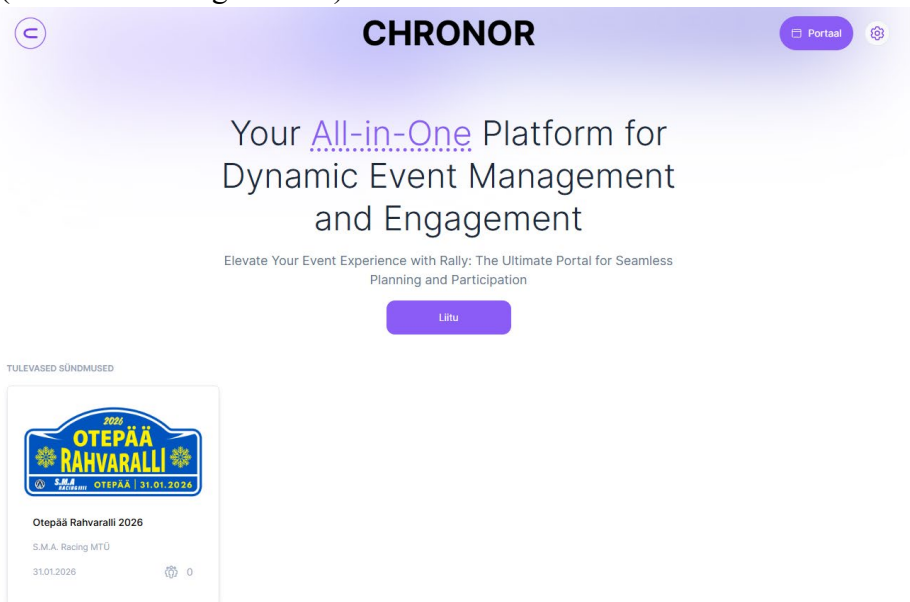 CHRONOR
Portaal
Your All-in-One Platform for
Dynamic Event Management
and Engagement
Elevate Your Event Experience with Rally: The Ultimate Portal for Seamless
Planning and Participation
Liitu
TULEVASED SÜNDMUSED
2026
OTEPÄÄ
RAHVARALLI
S.M.A RACING OTEPÄÄ | 31.01.2026
Otepää Rahvaralli 2026
S.M.A. Racing MTÜ
31.01.2026 0